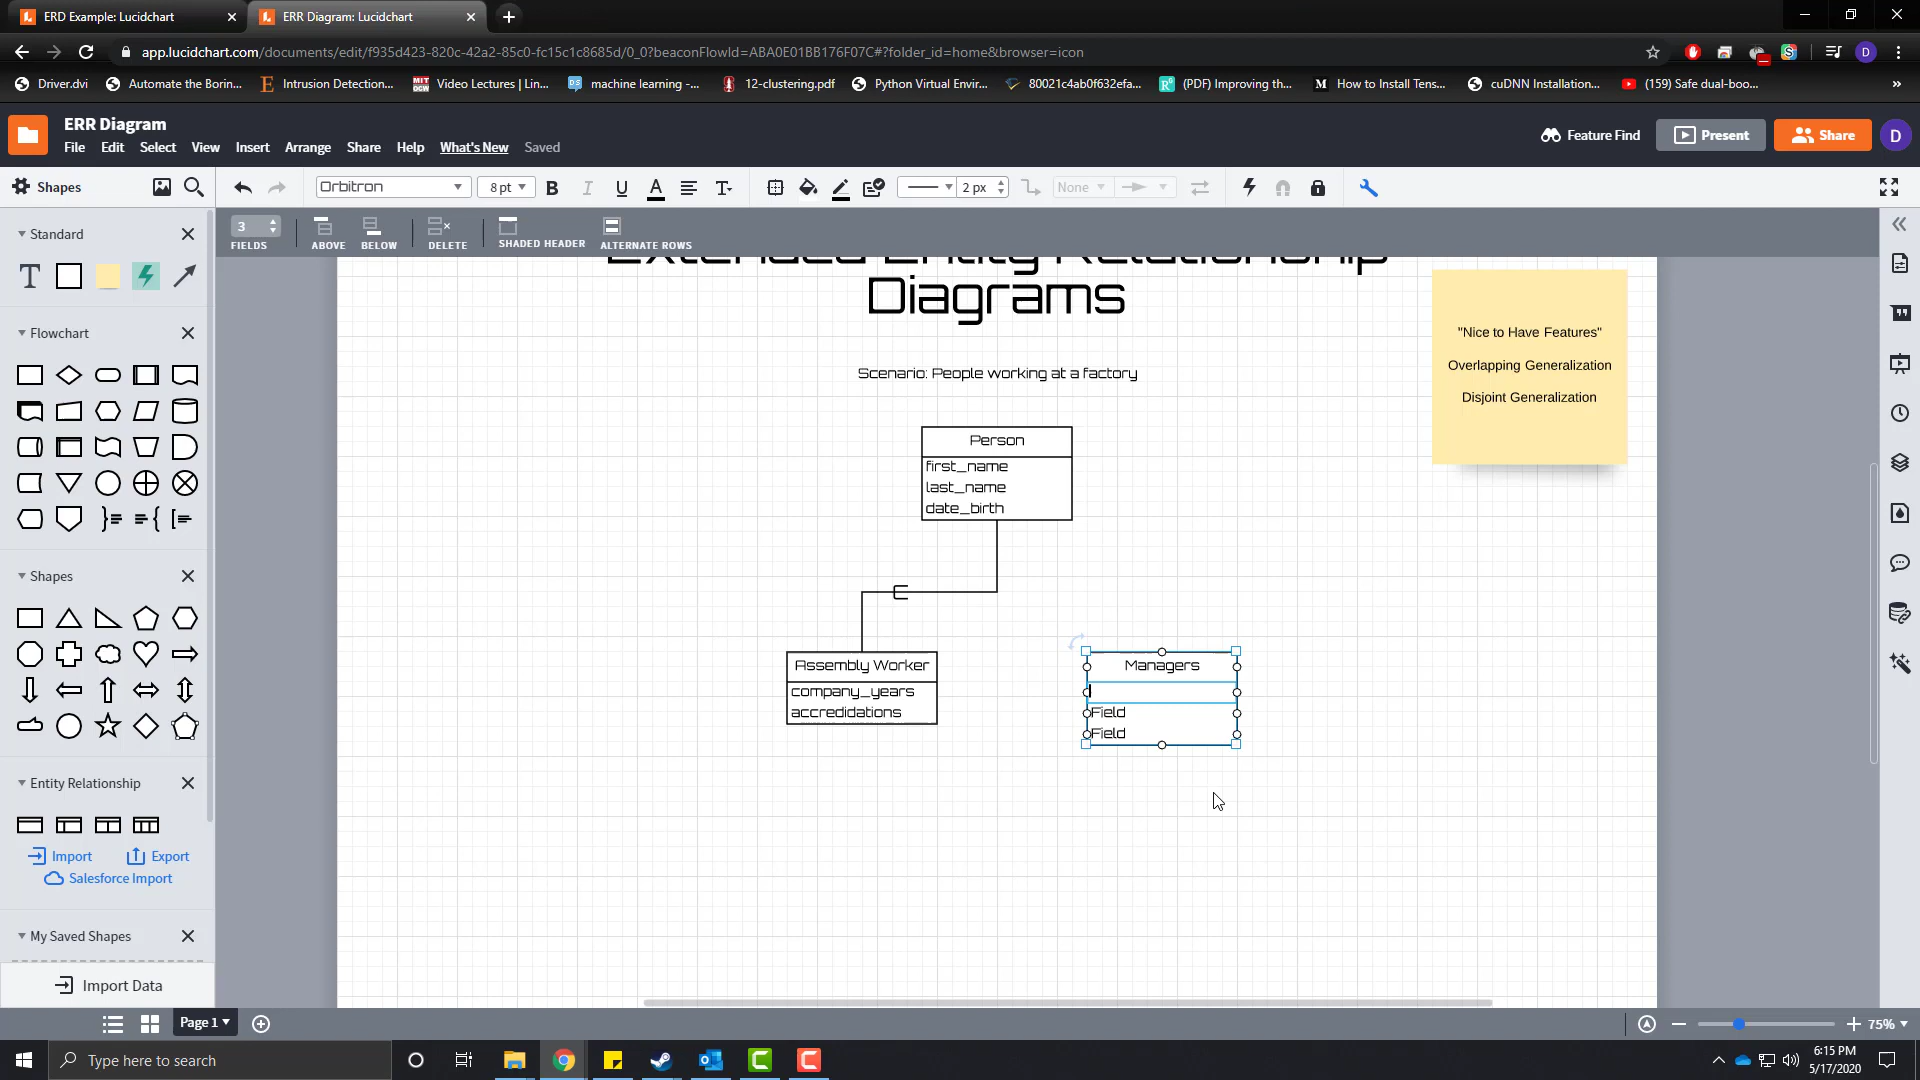 ERD Example: Lucidchart
ERR Diagram: Lucidchart
app.lucidchart.com/documents/edit/f935d423-820c-42a2-85c0-fc15c1c8685d/0_0?beaconFlowId=ABA0E01BB176F07C#?folder_id=home&browser=icon
D
Driver.dvi
Automate the Borin...
Intrusion Detection...
Video Lectures | Lin...
machine learning -...
12-clustering.pdf
Python Virtual Envir...
80021c4ab0f632efa...
(PDF) Improving th...
How to Install Tens...
cuDNN Installation...
(159) Safe dual-boo...
ERR Diagram
File Edit Select View Insert Arrange Share Help What's New Saved
Feature Find
Present
Share
D
Shapes
Orbitron
8 pt
B I U A
2 px
None
3
FIELDS
ABOVE
BELOW
DELETE
SHADED HEADER
ALTERNATE ROWS
Standard
Flowchart
Shapes
Entity Relationship
Import
Export
Salesforce Import
My Saved Shapes
Import Data
Extended Entity Relationship
Diagrams
Scenario: People working at a factory
"Nice to Have Features"
Overlapping Generalization
Disjoint Generalization
Person
first_name
last_name
date_birth
Assembly Worker
company_years
accredidations
Managers
Field
Field
Page 1
75%
Type here to search
6:15 PM
5/17/2020